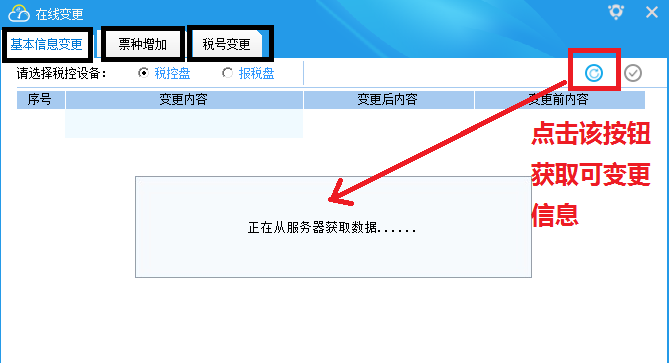 在线变更
基本信息变更 票种增加 税号变更
请选择税控设备： 税控盘 报税盘
序号 变更内容 变更后内容 变更前内容
点击该按钮
获取可变更
信息
正在从服务器获取数据......